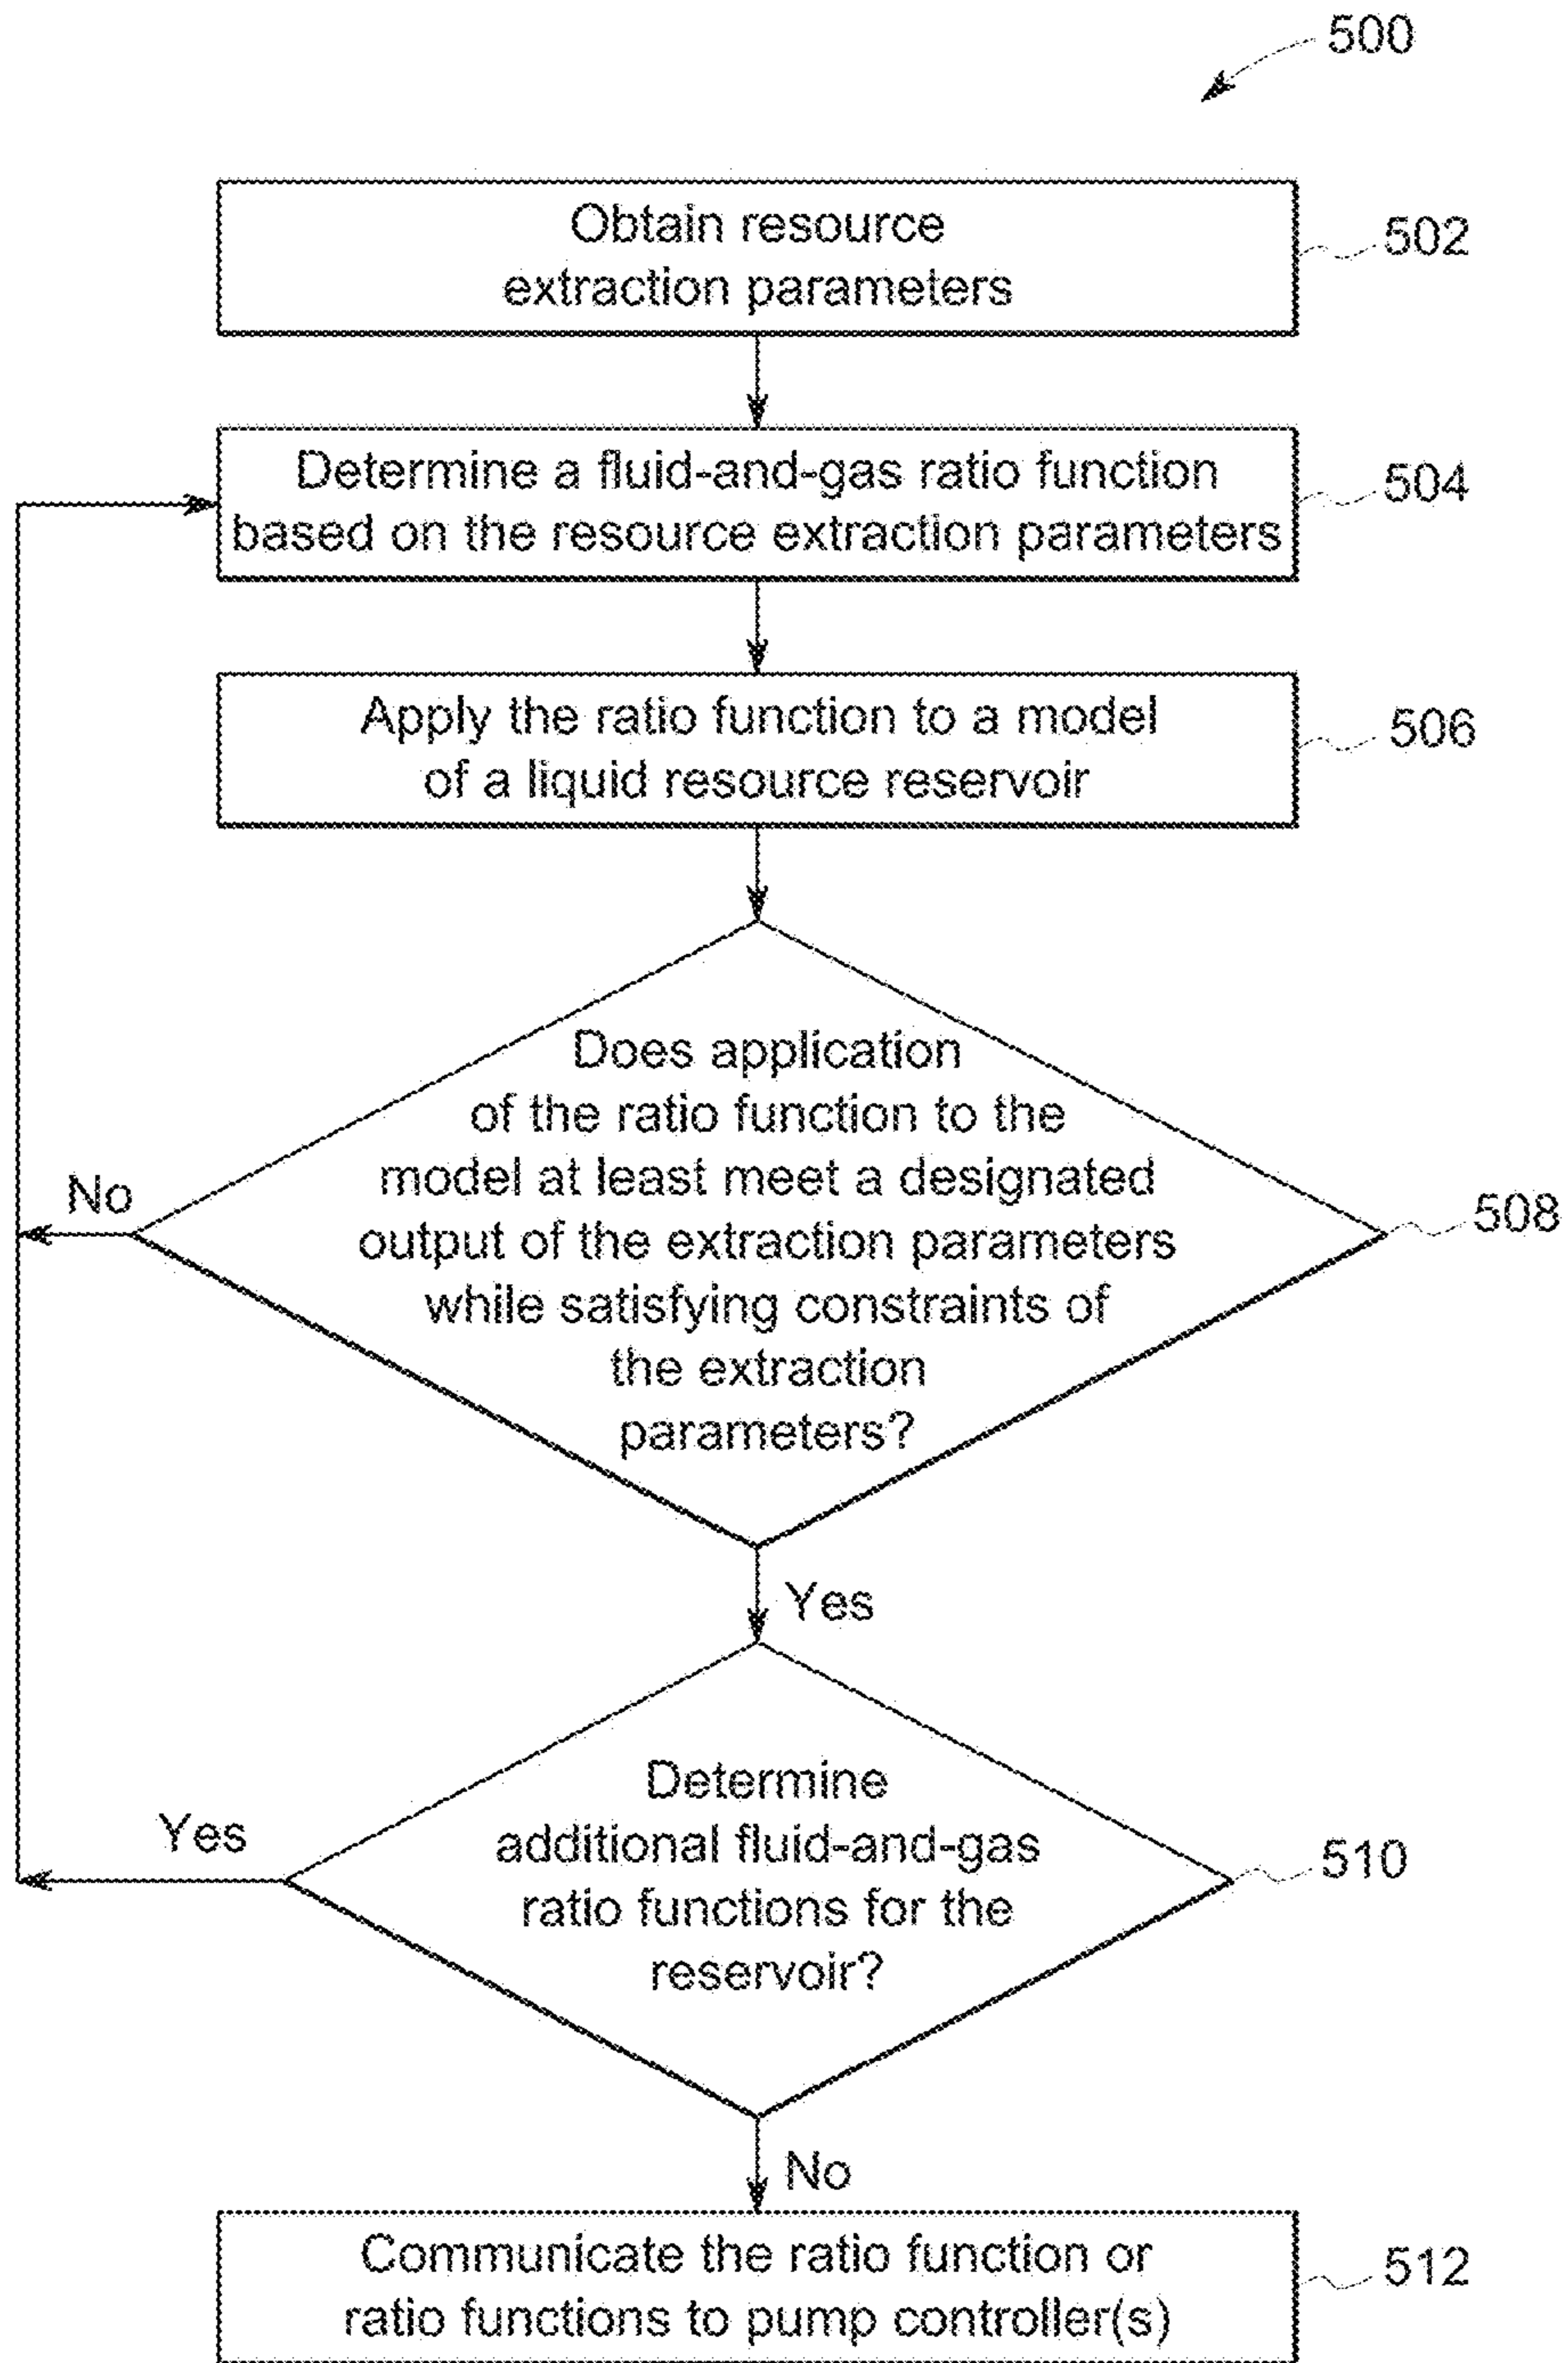 500
Obtain resource
extraction parameters
502
Determine a fluid-and-gas ratio function
based on the resource extraction parameters
504
Apply the ratio function to a model
of a liquid resource reservoir
506
Does application
of the ratio function to the
model at least meet a designated
output of the extraction parameters
while satisfying constraints of
the extraction
parameters?
No
508
Yes
Determine
additional fluid-and-gas
ratio functions for the
reservoir?
Yes
510
No
Communicate the ratio function or
ratio functions to pump controller(s)
512